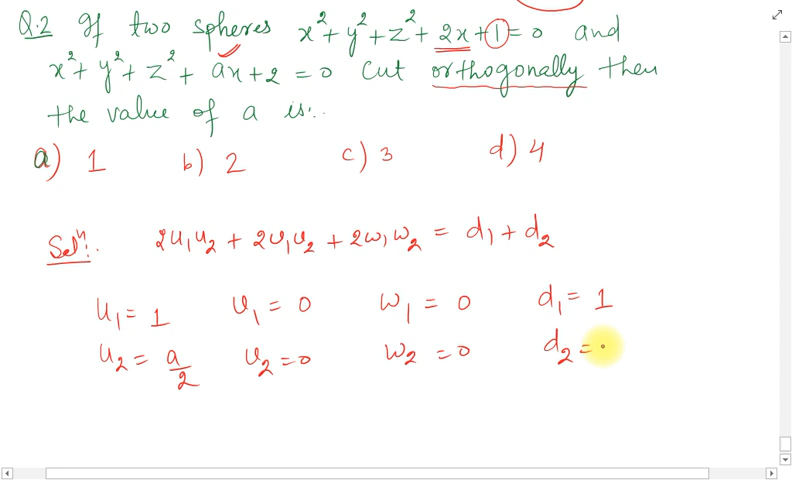 Q.2 If two spheres x²+y²+z²+2x+1=0 and
x²+y²+z²+ax+2=0 cut orthogonally then
the value of a is..
a) 1 b) 2 c) 3 d) 4
Solⁿ:. 2u₁u₂ + 2v₁v₂ + 2w₁w₂ = d₁ + d₂
u₁ = 1 v₁ = 0 w₁ = 0 d₁ = 1
u₂ = a/2 v₂ = 0 w₂ = 0 d₂ =